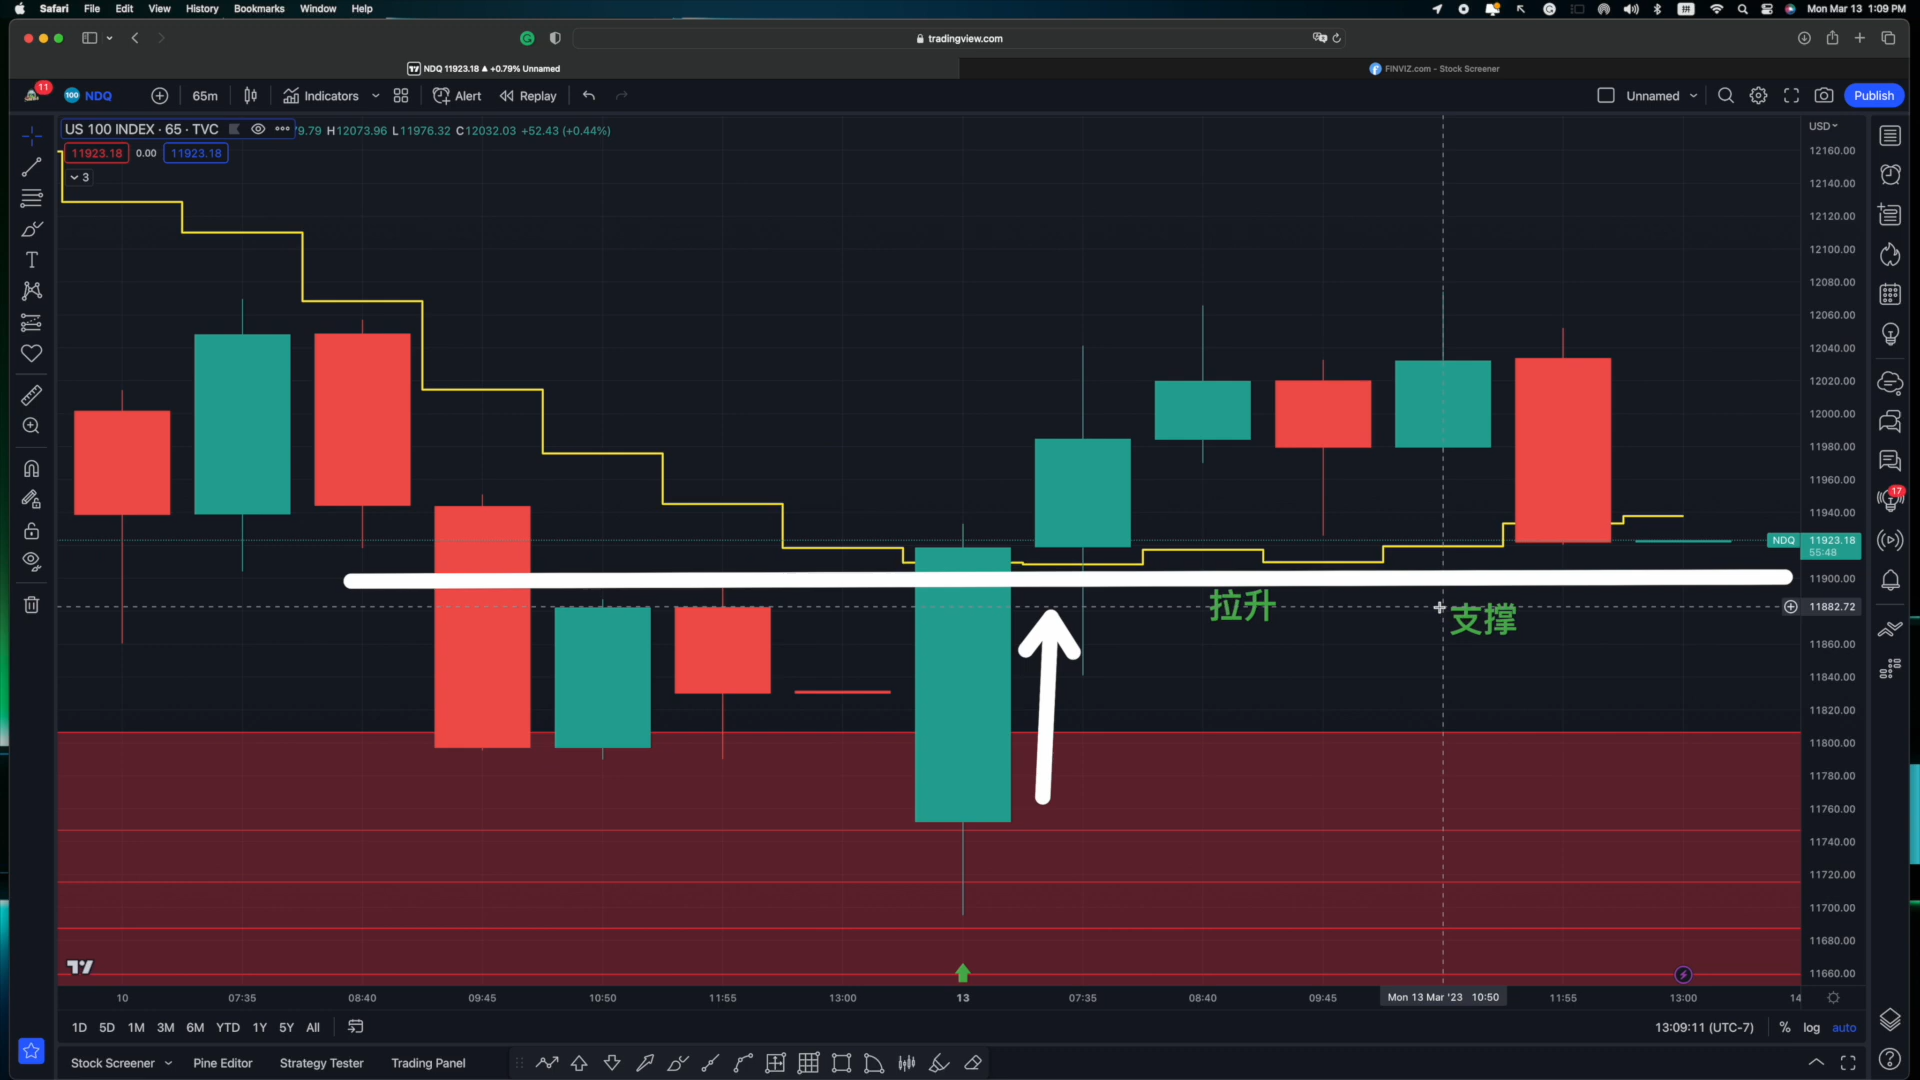 Safari File Edit View History Bookmarks Window Help
Mon Mar 13 1:09 PM
tradingview.com
NDQ 11923.18 ▲ +0.79% Unnamed
FINVIZ.com - Stock Screener
11
100 NDQ 65m Indicators Alert Replay
Unnamed Publish
US 100 INDEX · 65 · TVC 9.79 H12073.96 L11976.32 C12032.03 +52.43 (+0.44%)
USD
11923.18 0.00 11923.18
3
12160.00
12140.00
12120.00
12100.00
12080.00
12060.00
12040.00
12020.00
12000.00
11980.00
11960.00
17
11940.00
NDQ 11923.18
55:48
11900.00
拉升
11882.72
支撑
11860.00
11840.00
11820.00
11800.00
11780.00
11760.00
11740.00
11720.00
11700.00
11680.00
11660.00
10 07:35 08:40 09:45 10:50 11:55 13:00 13 07:35 08:40 09:45 Mon 13 Mar '23 10:50 11:55 13:00 14
1D 5D 1M 3M 6M YTD 1Y 5Y All
13:09:11 (UTC-7) % log auto
Stock Screener Pine Editor Strategy Tester Trading Panel